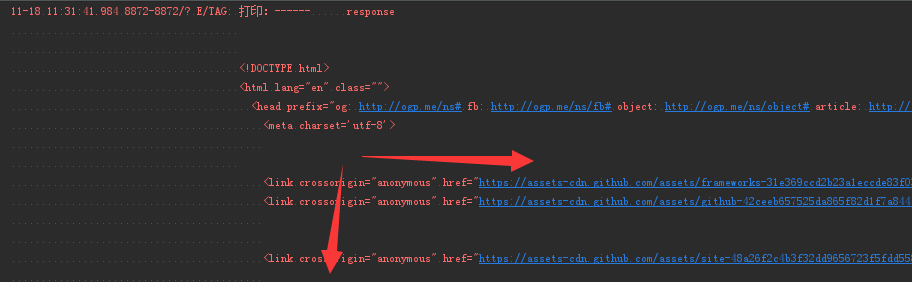 11-18 11:31:41.984 8872-8872/? E/TAG: 打印: ------......response
<!DOCTYPE html>
<html lang="en" class="">
<head prefix="og: http://ogp.me/ns# fb: http://ogp.me/ns/fb# object: http://ogp.me/ns/object# article: http://
<meta charset='utf-8'>
<link crossorigin="anonymous" href="https://assets-cdn.github.com/assets/frameworks-31e369ccd2b23a1eccde83f03
<link crossorigin="anonymous" href="https://assets-cdn.github.com/assets/github-42ceeb657525da865f82d1f7a844
<link crossorigin="anonymous" href="https://assets-cdn.github.com/assets/site-48a26f2c4b3f32dd9656723f5fdd558